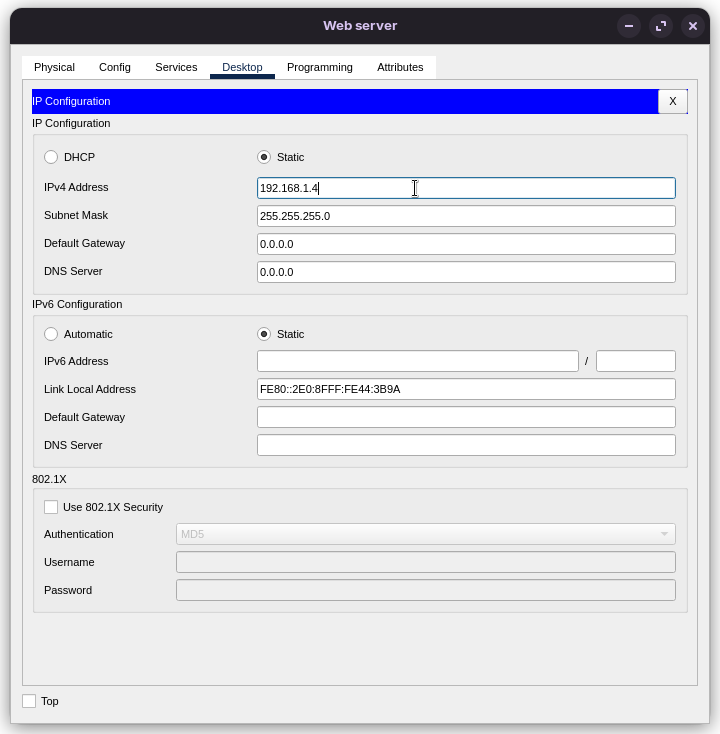 Web server
Physical Config Services Desktop Programming Attributes
IP Configuration X
IP Configuration
DHCP Static
IPv4 Address 192.168.1.4
Subnet Mask 255.255.255.0
Default Gateway 0.0.0.0
DNS Server 0.0.0.0
IPv6 Configuration
Automatic Static
IPv6 Address /
Link Local Address FE80::2E0:8FFF:FE44:3B9A
Default Gateway
DNS Server
802.1X
Use 802.1X Security
Authentication MD5
Username
Password
Top